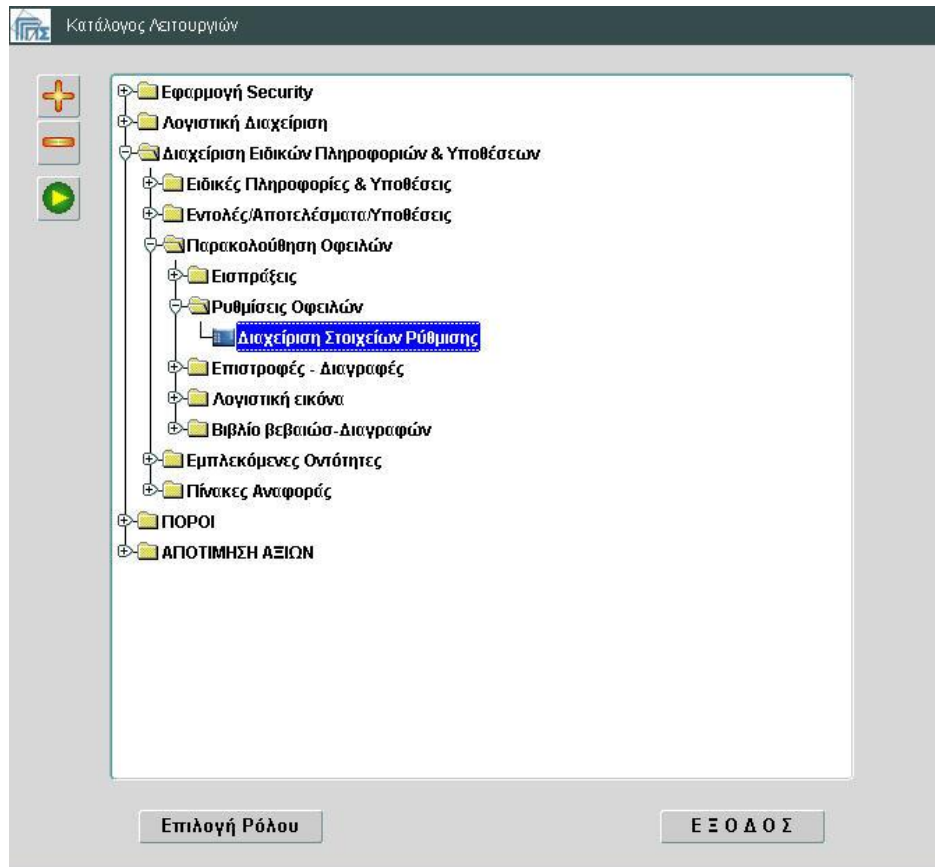 Κατάλογος Λειτουργιών
Εφαρμογή Security
Λογιστική Διαχείριση
Διαχείριση Ειδικών Πληροφοριών & Υποθέσεων
Ειδικές Πληροφορίες & Υποθέσεις
Εντολές/Αποτελέσματα/Υποθέσεις
Παρακολούθηση Οφειλών
Εισπράξεις
Ρυθμίσεις Οφειλών
Διαχείριση Στοιχείων Ρύθμισης
Επιστροφές - Διαγραφές
Λογιστική εικόνα
Βιβλίο βεβαιώσ-Διαγραφών
Εμπλεκόμενες Οντότητες
Πίνακες Αναφοράς
ΠΟΡΟΙ
ΑΠΟΤΙΜΗΣΗ ΑΞΙΩΝ
Επιλογή Ρόλου
Ε Ξ Ο Δ Ο Σ